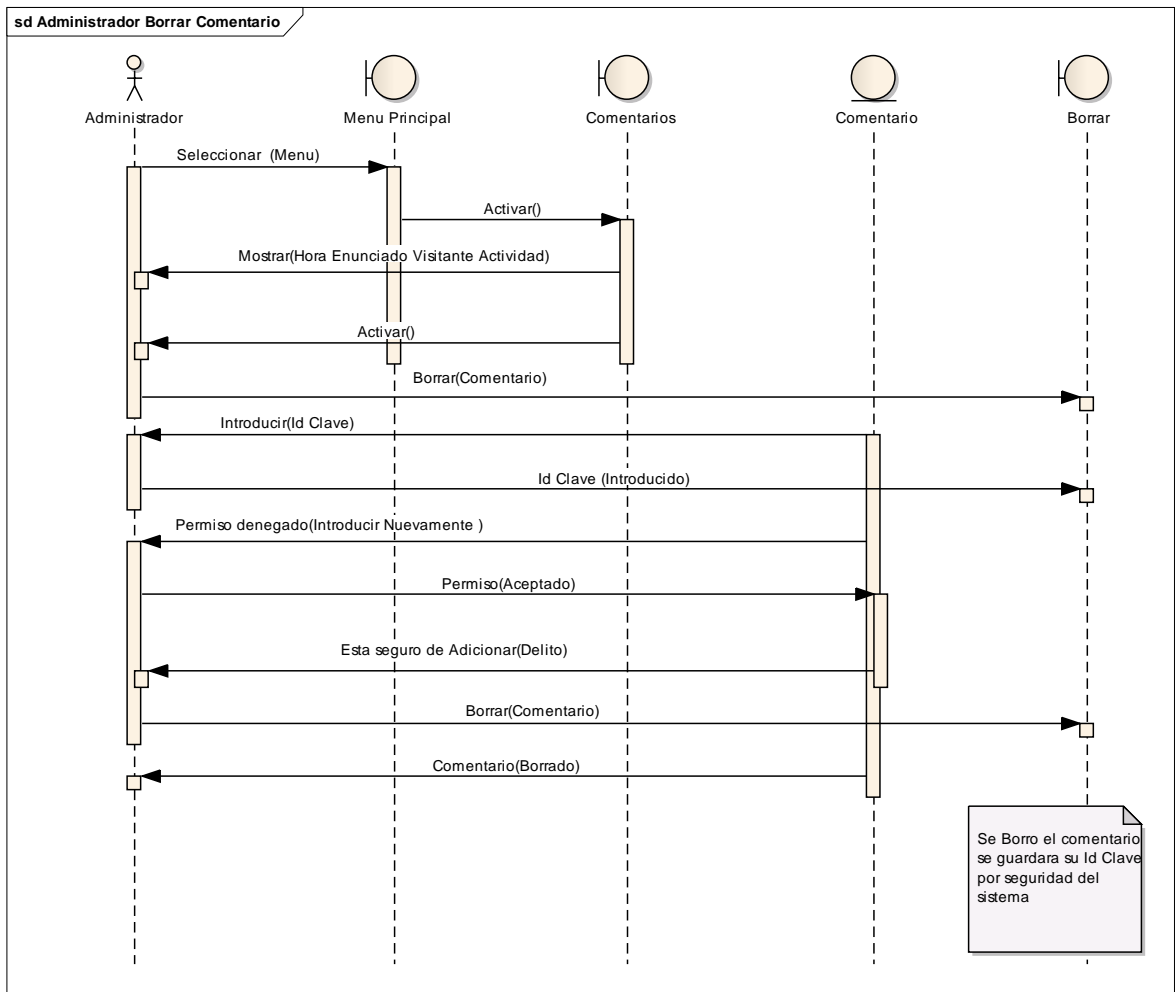 sd Administrador Borrar Comentario
Administrador
Menu Principal
Comentarios
Comentario
Borrar
Seleccionar (Menu)
Activar()
Mostrar(Hora Enunciado Visitante Actividad)
Activar()
Borrar(Comentario)
Introducir(Id Clave)
Id Clave (Introducido)
Permiso denegado(Introducir Nuevamente )
Permiso(Aceptado)
Esta seguro de Adicionar(Delito)
Borrar(Comentario)
Comentario(Borrado)
Se Borro el comentario
se guardara su Id Clave
por seguridad del
sistema